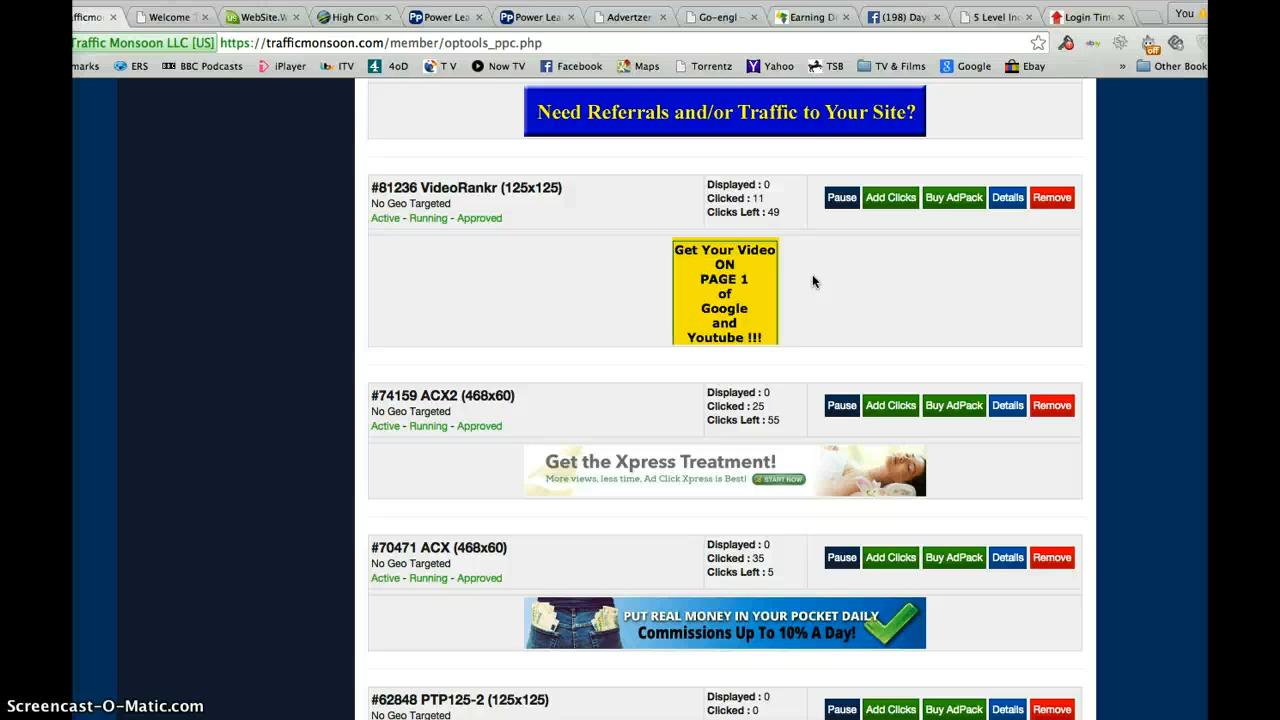 fficmon
Welcome T
WebSite.W
High Con
Power Lea
Power Lea
Advertzer
Go-engl -
Earning D
(198) Day
5 Level In
Login Tim
You
Traffic Monsoon LLC [US] https://trafficmonsoon.com/member/optools_ppc.php
off
marks ERS BBC Podcasts iPlayer ITV 4oD T V Now TV Facebook Maps Torrentz Yahoo TSB TV & Films Google Ebay » Other Book
Need Referrals and/or Traffic to Your Site?
#81236 VideoRankr (125x125)
No Geo Targeted
Active - Running - Approved
Displayed : 0
Clicked : 11
Clicks Left : 49
Pause Add Clicks Buy AdPack Details Remove
Get Your Video
ON
PAGE 1
of
Google
and
Youtube !!!
#74159 ACX2 (468x60)
No Geo Targeted
Active - Running - Approved
Displayed : 0
Clicked : 25
Clicks Left : 55
Pause Add Clicks Buy AdPack Details Remove
Get the Xpress Treatment!
More views, less time, Ad Click Xpress is Best! START NOW
#70471 ACX (468x60)
No Geo Targeted
Active - Running - Approved
Displayed : 0
Clicked : 35
Clicks Left : 5
Pause Add Clicks Buy AdPack Details Remove
PUT REAL MONEY IN YOUR POCKET DAILY
Commissions Up To 10% A Day!
#62848 PTP125-2 (125x125)
No Geo Targeted
Displayed : 0
Clicked : 0
Pause Add Clicks Buy AdPack Details Remove
Screencast-O-Matic.com